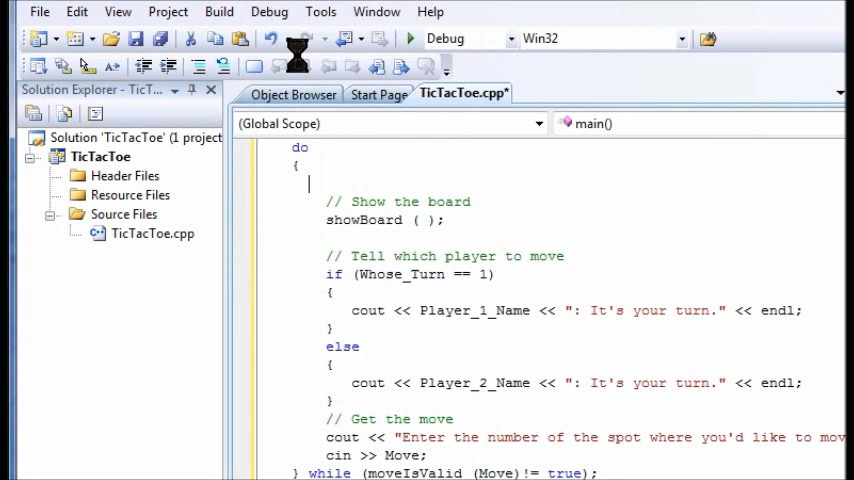 File Edit View Project Build Debug Tools Window Help
Debug Win32
Solution Explorer - TicT...
Object Browser Start Page TicTacToe.cpp*
(Global Scope) main()
Solution 'TicTacToe' (1 project
TicTacToe
Header Files
Resource Files
Source Files
TicTacToe.cpp
do
{
// Show the board
showBoard ( );
// Tell which player to move
if (Whose_Turn == 1)
{
cout << Player_1_Name << ": It's your turn." << endl;
}
else
{
cout << Player_2_Name << ": It's your turn." << endl;
}
// Get the move
cout << "Enter the number of the spot where you'd like to mov
cin >> Move;
} while (moveIsValid (Move)!= true);